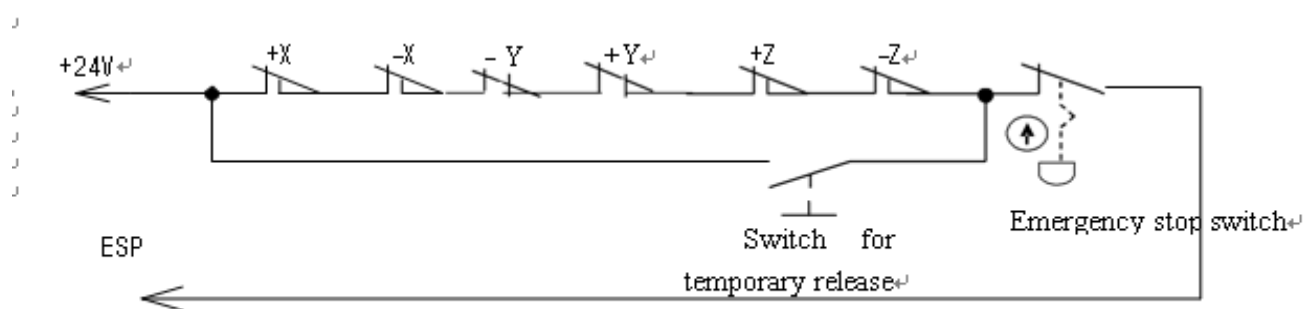 +24V
+X
-X
- Y
+Y
+Z
-Z
Emergency stop switch
Switch for
temporary release
ESP